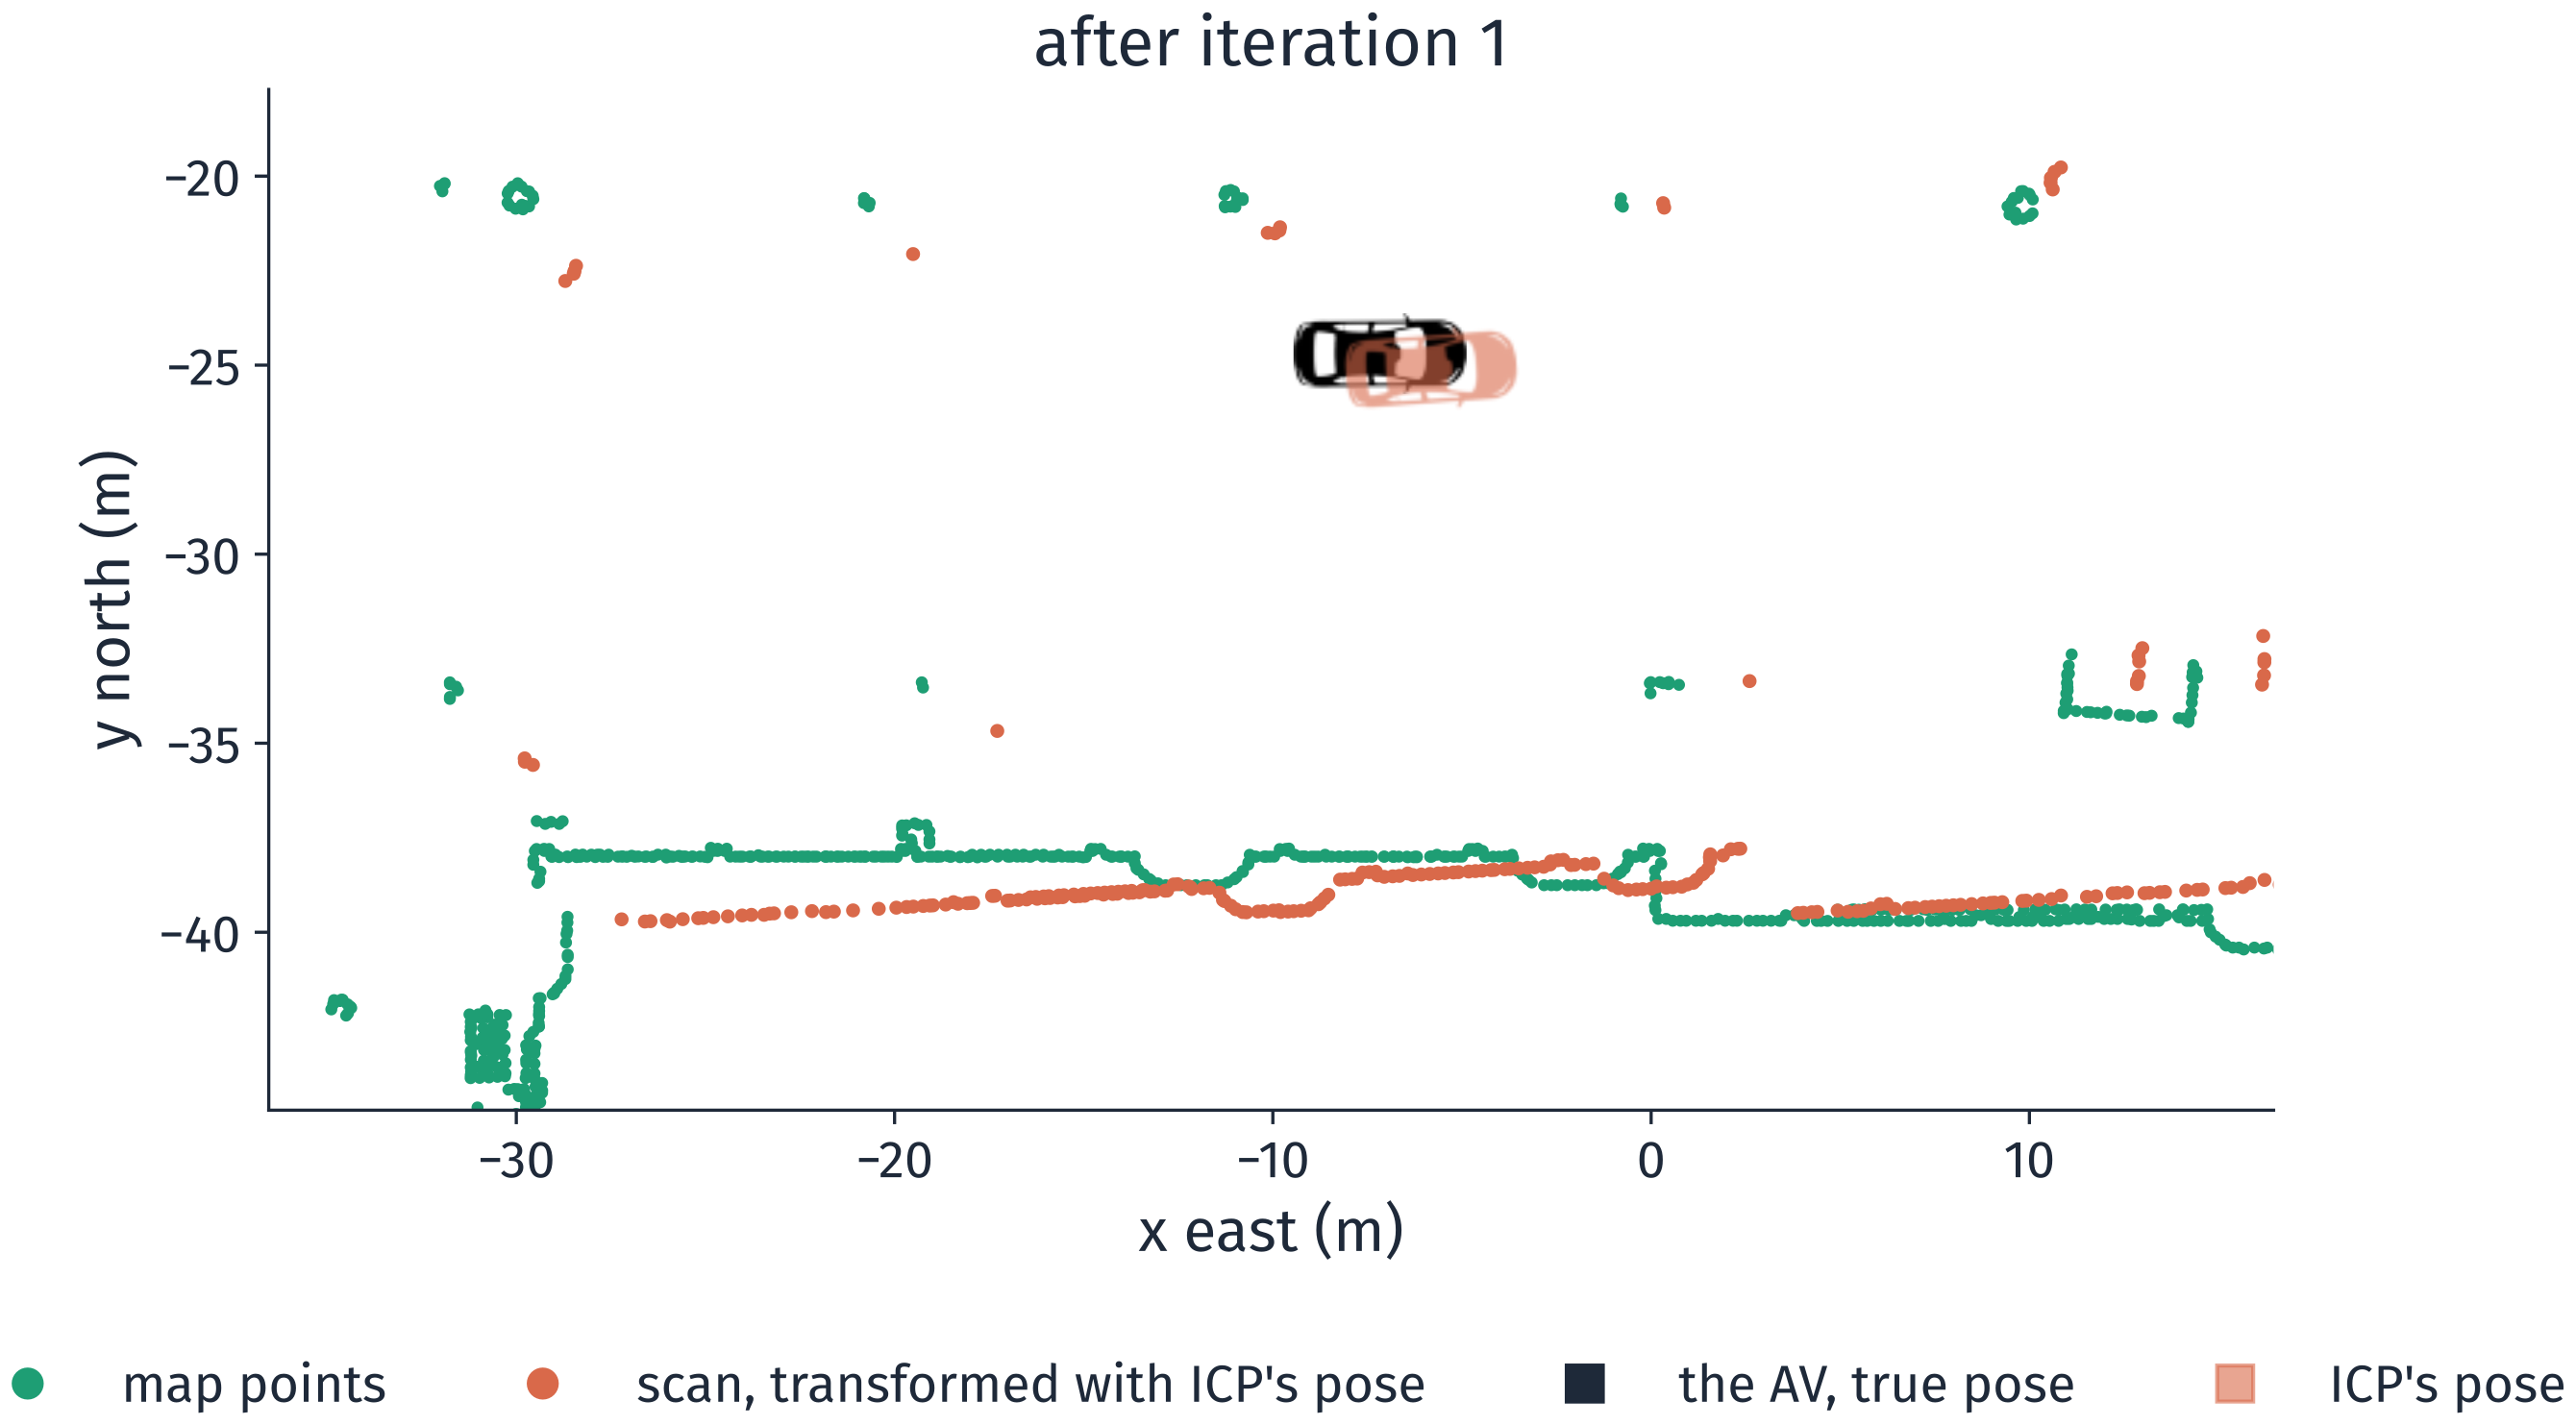 after iteration 1
−20
−25
−30
−35
−40
y north (m)
−30
−20
−10
0
10
x east (m)
map points
scan, transformed with ICP's pose
the AV, true pose
ICP's pose